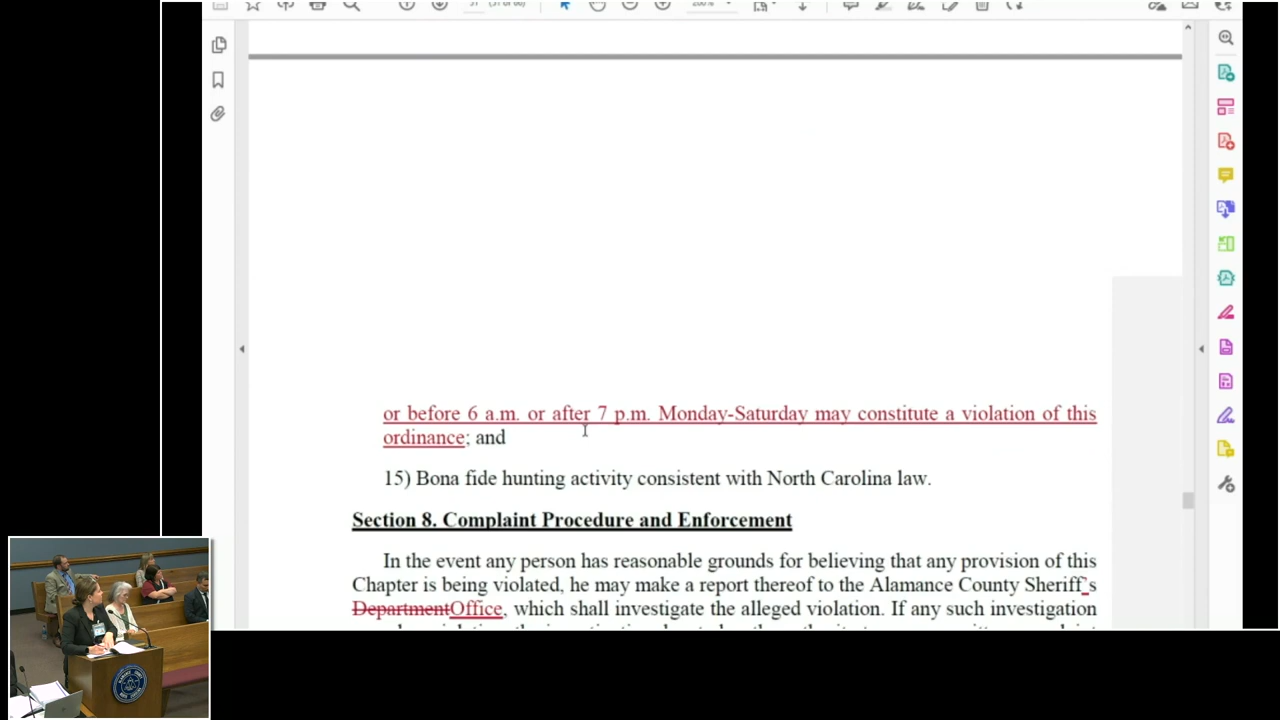 or before 6 a.m. or after 7 p.m. Monday-Saturday may constitute a violation of this
ordinance; and
15) Bona fide hunting activity consistent with North Carolina law.
Section 8. Complaint Procedure and Enforcement
In the event any person has reasonable grounds for believing that any provision of this
Chapter is being violated, he may make a report thereof to the Alamance County Sheriff's
DepartmentOffice, which shall investigate the alleged violation. If any such investigation